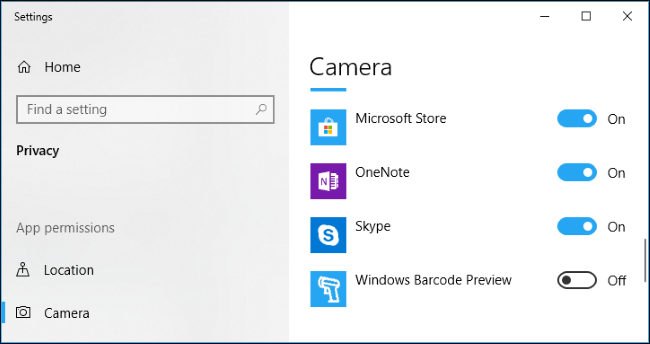 Settings
Home
Find a setting
Privacy
App permissions
Location
Camera
Camera
Microsoft Store On
OneNote On
Skype On
Windows Barcode Preview Off